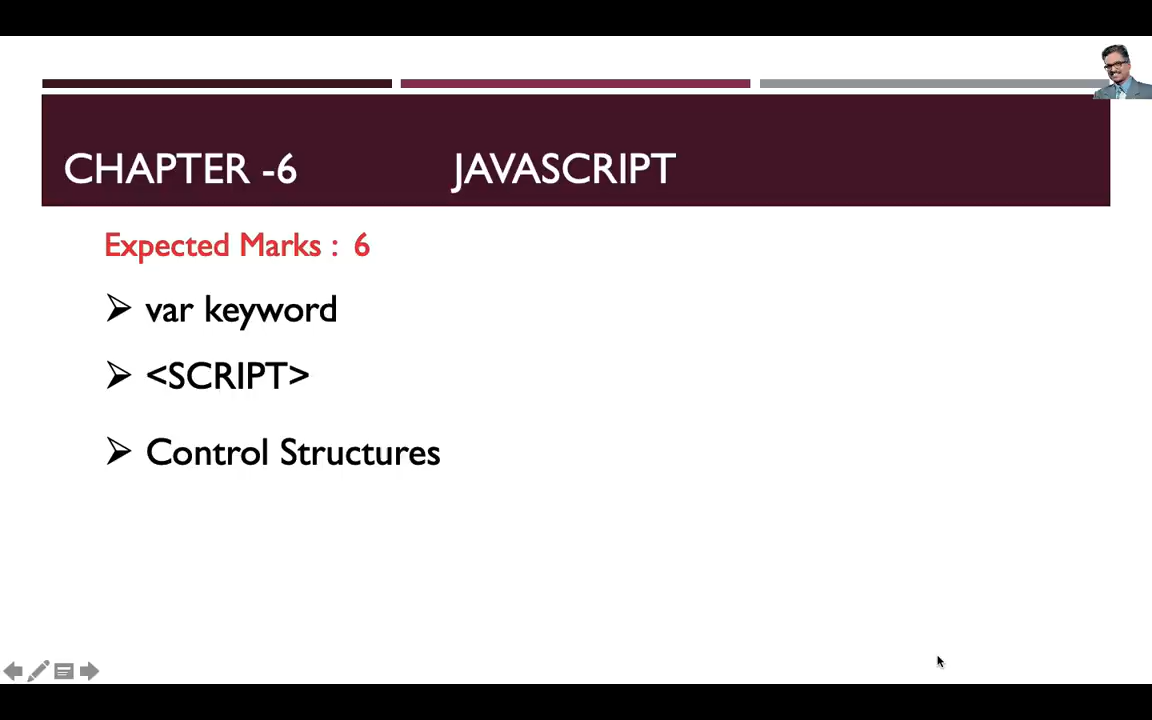 CHAPTER -6 JAVASCRIPT
Expected Marks : 6
var keyword
<SCRIPT>
Control Structures